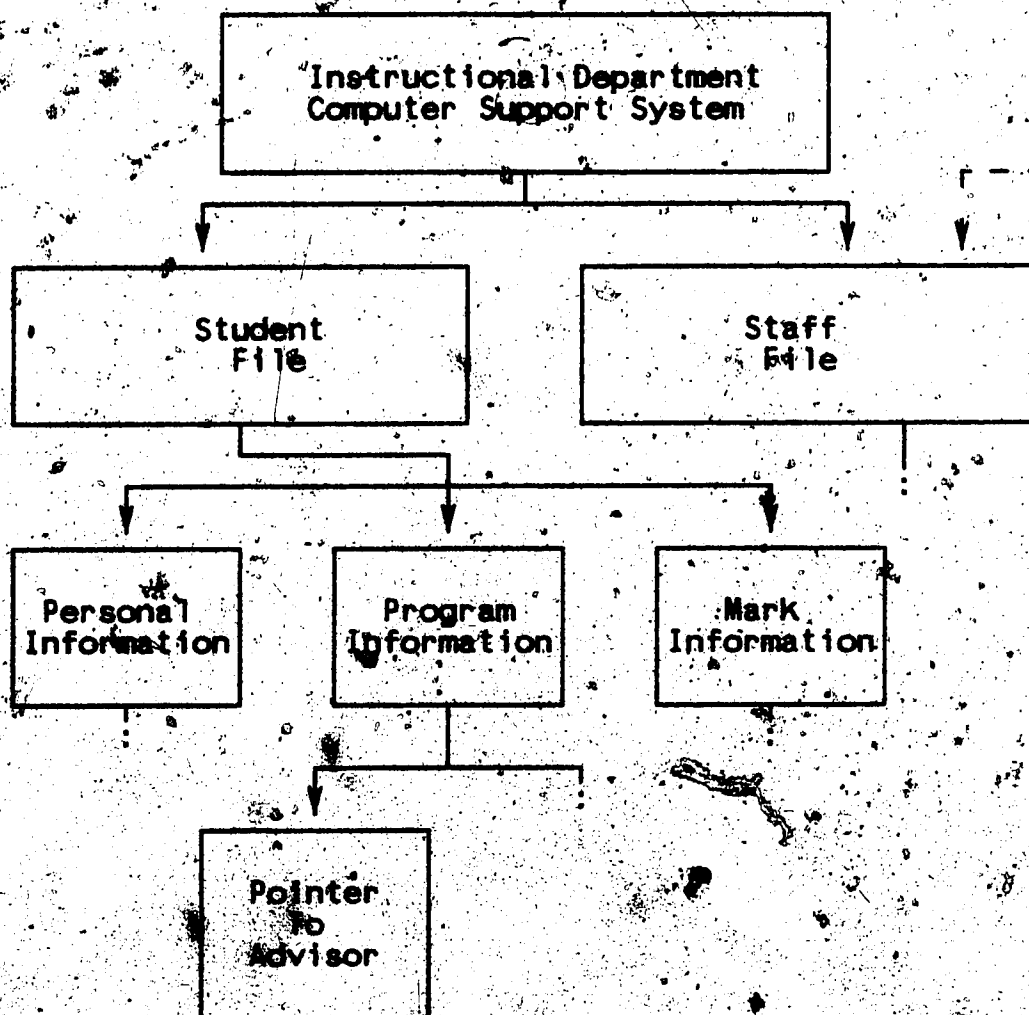 Instructional Department
Computer Support System
Student
File
Staff
File
Personal
Information
Program
Information
Mark
Information
Pointer
To
Advisor